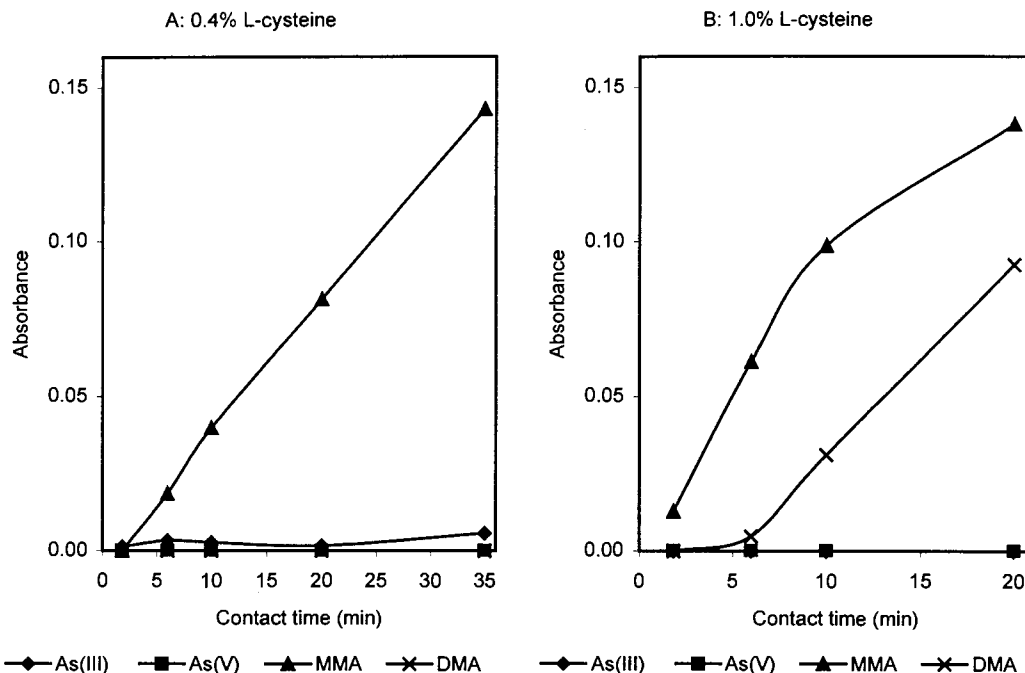 A: 0.4% L-cysteine
0.15
0.10
0.05
0.00
Absorbance
0 5 10 15 20 25 30 35
Contact time (min)
As(III) As(V) MMA DMA
B: 1.0% L-cysteine
0.15
0.10
0.05
0.00
Absorbance
0 5 10 15 20
Contact time (min)
As(III) As(V) MMA DMA